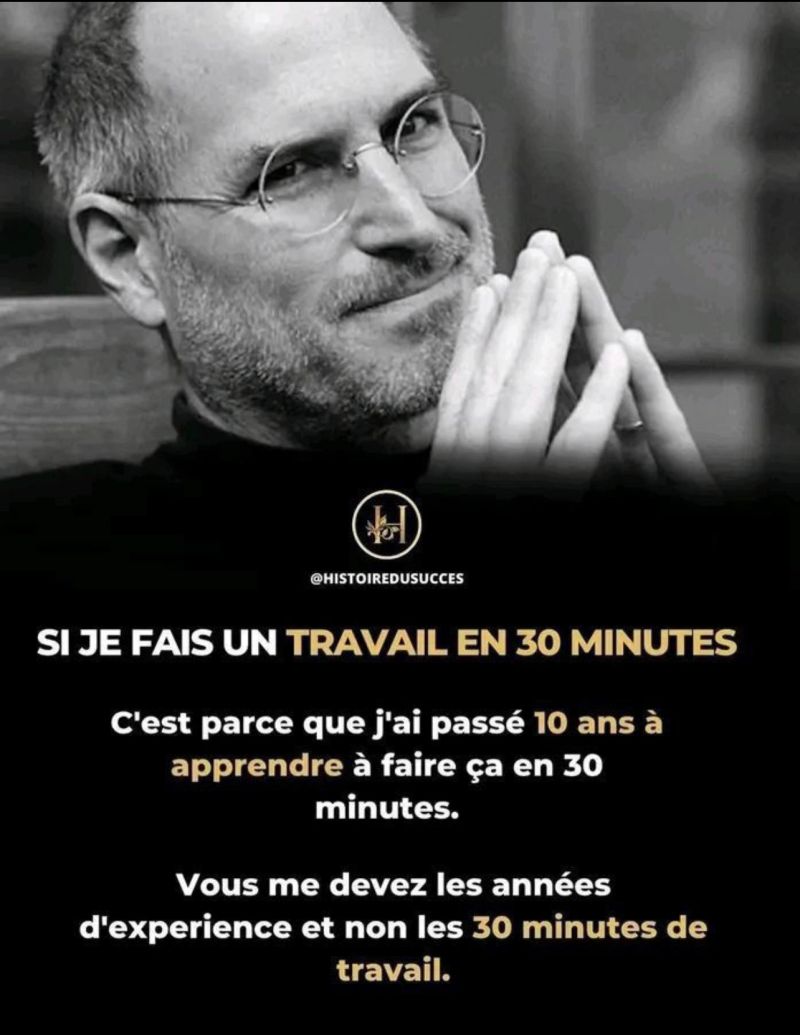 H
@HISTOIREDUSUCCES
SI JE FAIS UN TRAVAIL EN 30 MINUTES
C'est parce que j'ai passé 10 ans à
apprendre à faire ça en 30
minutes.
Vous me devez les années
d'experience et non les 30 minutes de
travail.